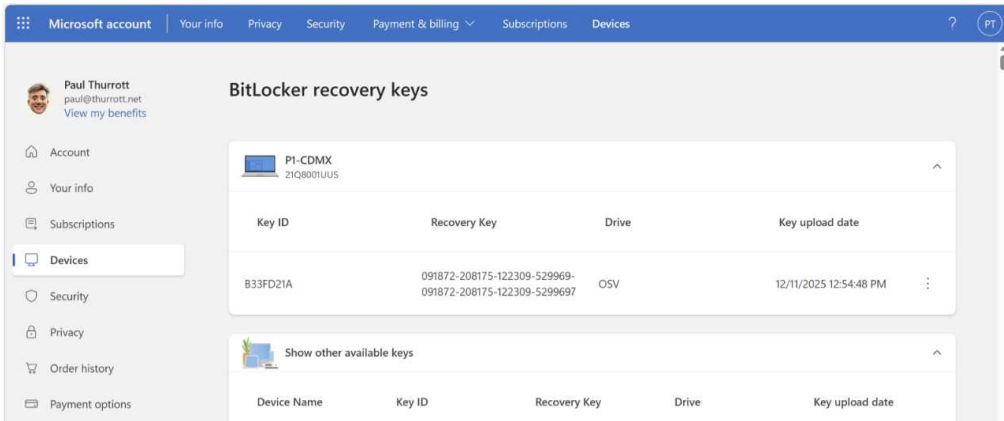 Microsoft account Your info Privacy Security Payment & billing Subscriptions Devices ? PT
Paul Thurrott
paul@thurrott.net
View my benefits
Account
Your info
Subscriptions
Devices
Security
Privacy
Order history
Payment options
BitLocker recovery keys
P1-CDMX
21Q8001UUS
Key ID Recovery Key Drive Key upload date
B33FD21A 091872-208175-122309-529969-
091872-208175-122309-5299697 OSV 12/11/2025 12:54:48 PM
Show other available keys
Device Name Key ID Recovery Key Drive Key upload date